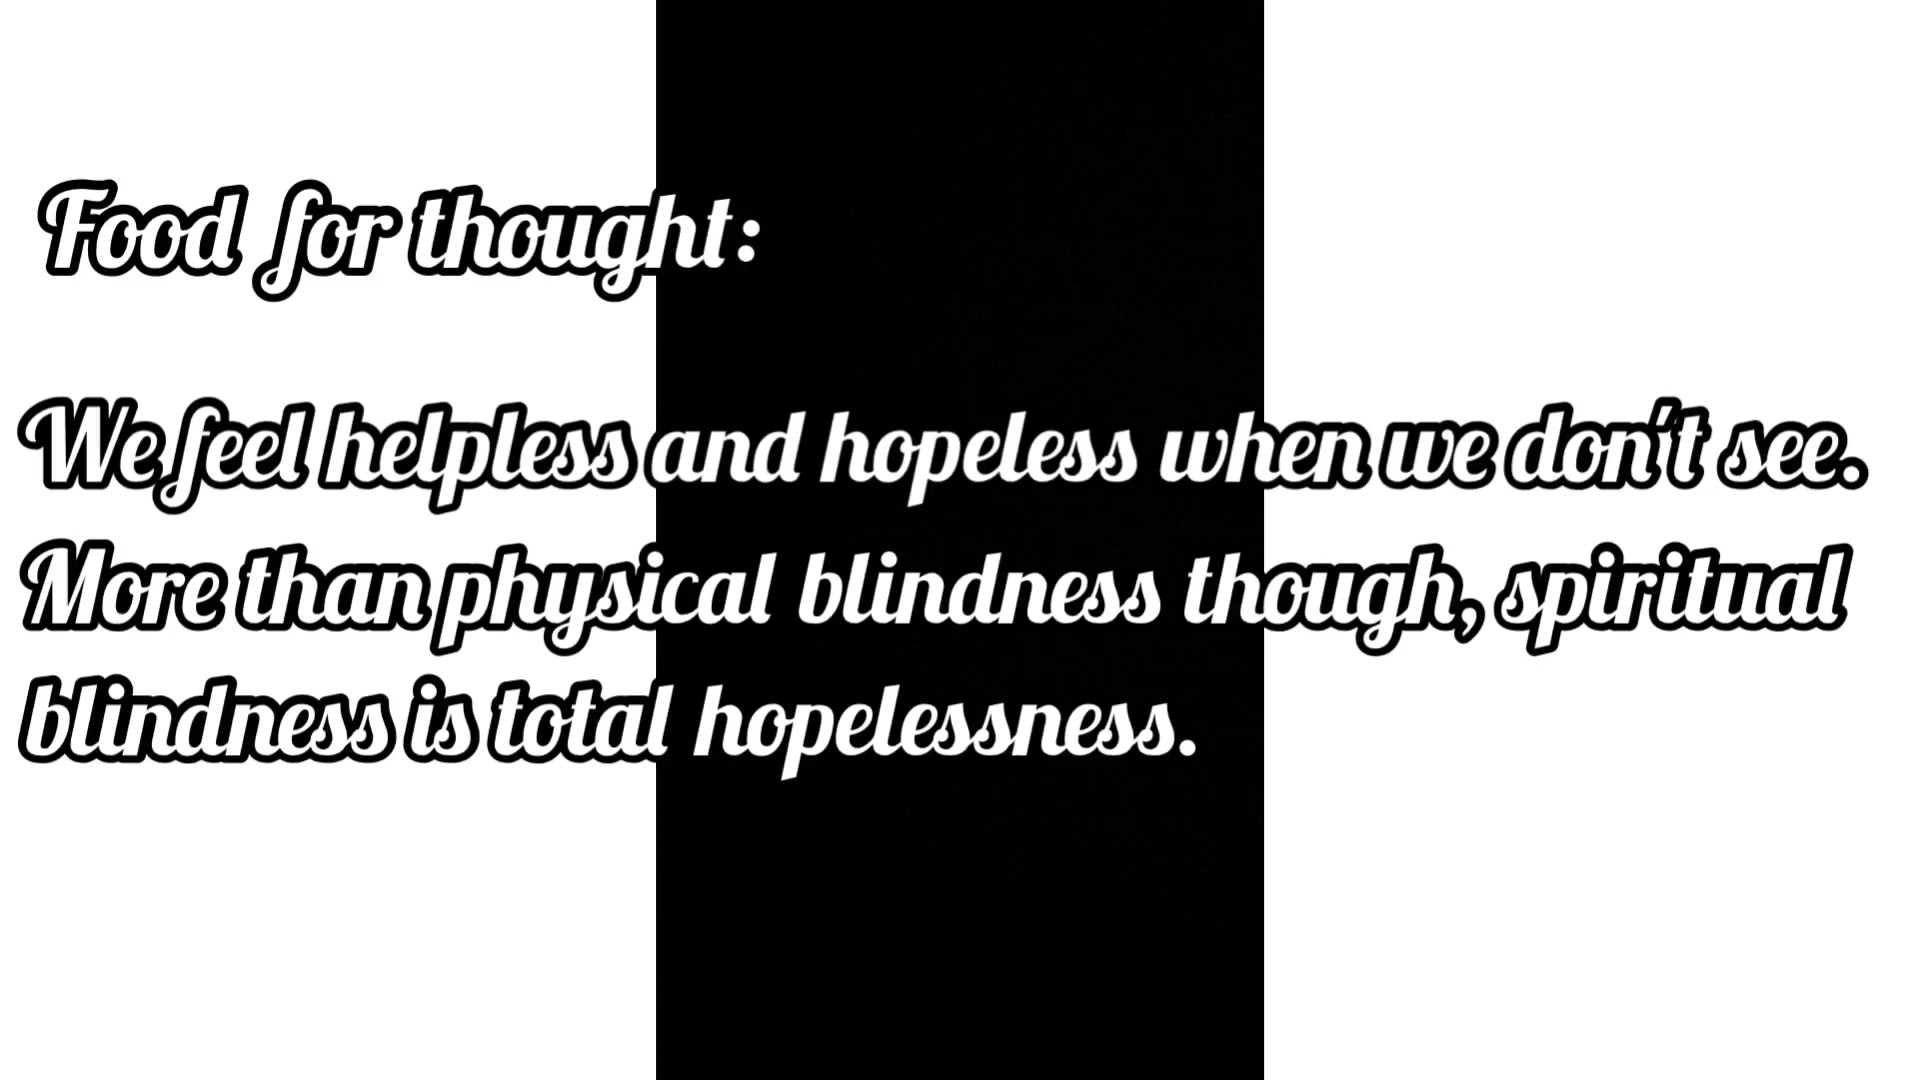 Food for thought:
We feel helpless and hopeless when we don't see.
More than physical blindness though, spiritual
blindness is total hopelessness.